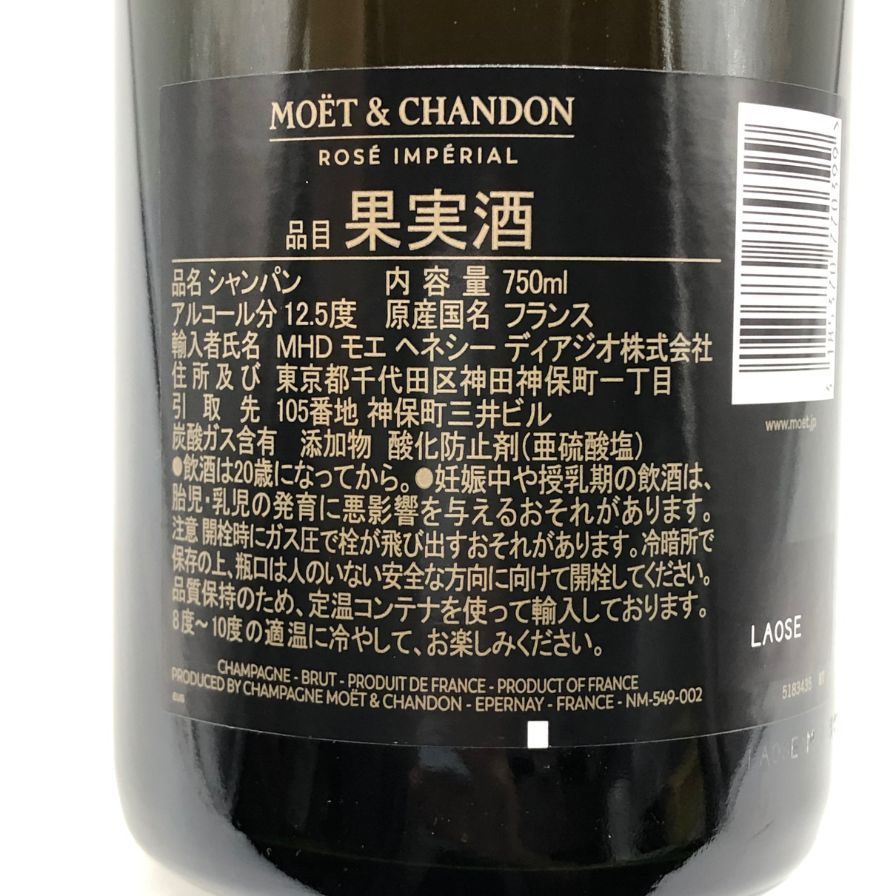 MOËT & CHANDON
ROSÉ IMPÉRIAL
品目 果実酒
品名 シャンパン 内容量 750ml
アルコール分 12.5度 原産国名 フランス
輸入者氏名 MHD モエ ヘネシー ディアジオ株式会社
住所及び 東京都千代田区神田神保町一丁目
引取先 105番地 神保町三井ビル
炭酸ガス含有 添加物 酸化防止剤(亜硫酸塩)
●飲酒は20歳になってから。●妊娠中や授乳期の飲酒は、
胎児・乳児の発育に悪影響を与えるおそれがあります。
注意 開栓時にガス圧で栓が飛び出すおそれがあります。冷暗所で
保存の上、瓶口は人のいない安全な方向に向けて開栓してください。
品質保持のため、定温コンテナを使って輸入しております。
8度〜10度の適温に冷やして、お楽しみください。
CHAMPAGNE - BRUT - PRODUIT DE FRANCE - PRODUCT OF FRANCE
PRODUCED BY CHAMPAGNE MOËT & CHANDON - EPERNAY - FRANCE - NM-549-002
www.moet.jp
LAOSE
5183435